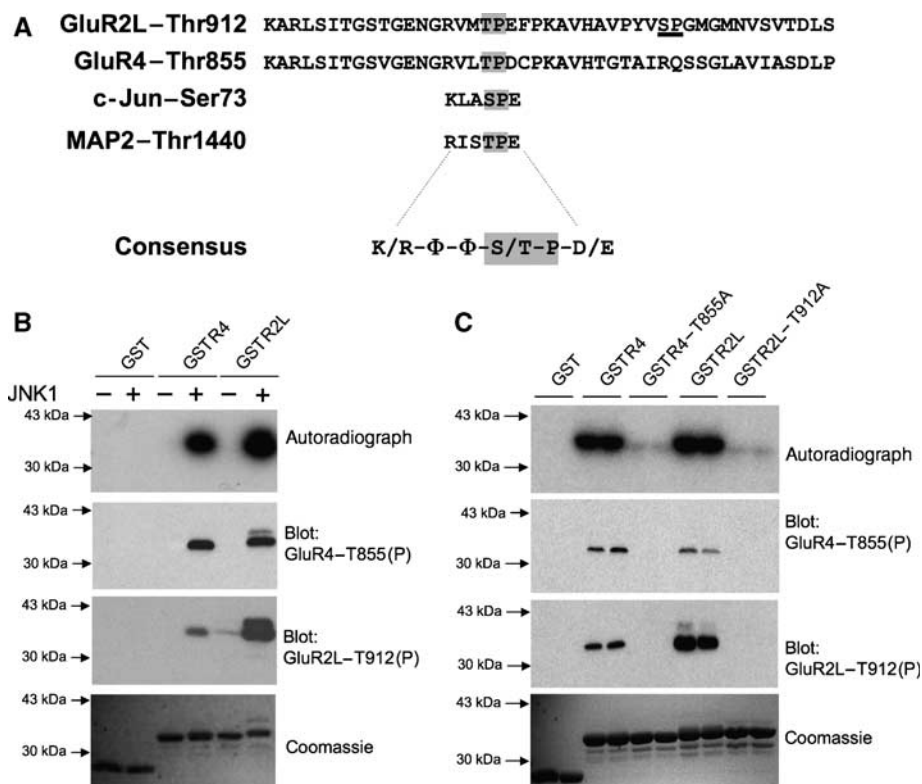 A
GluR2L–Thr912 KARLSITGSTGENGRVMTPEFPKAVHAVPYVSPGMGMNVSVTDLS
GluR4–Thr855 KARLSITGSVGENGRVLTPDCPKAVHTGTAIRQSSGLAVIASDLP
c-Jun–Ser73 KLASPE
MAP2–Thr1440 RISTPE
Consensus K/R-Φ-Φ-S/T-P-D/E
B
GST GSTR4 GSTR2L
JNK1 – + – + – +
43 kDa
30 kDa
Autoradiograph
43 kDa
30 kDa
Blot:
GluR4–T855(P)
43 kDa
30 kDa
Blot:
GluR2L–T912(P)
43 kDa
30 kDa
Coomassie
C
GST GSTR4 GSTR4-T855A GSTR2L GSTR2L-T912A
43 kDa
30 kDa
Autoradiograph
43 kDa
30 kDa
Blot:
GluR4–T855(P)
43 kDa
30 kDa
Blot:
GluR2L–T912(P)
43 kDa
30 kDa
Coomassie